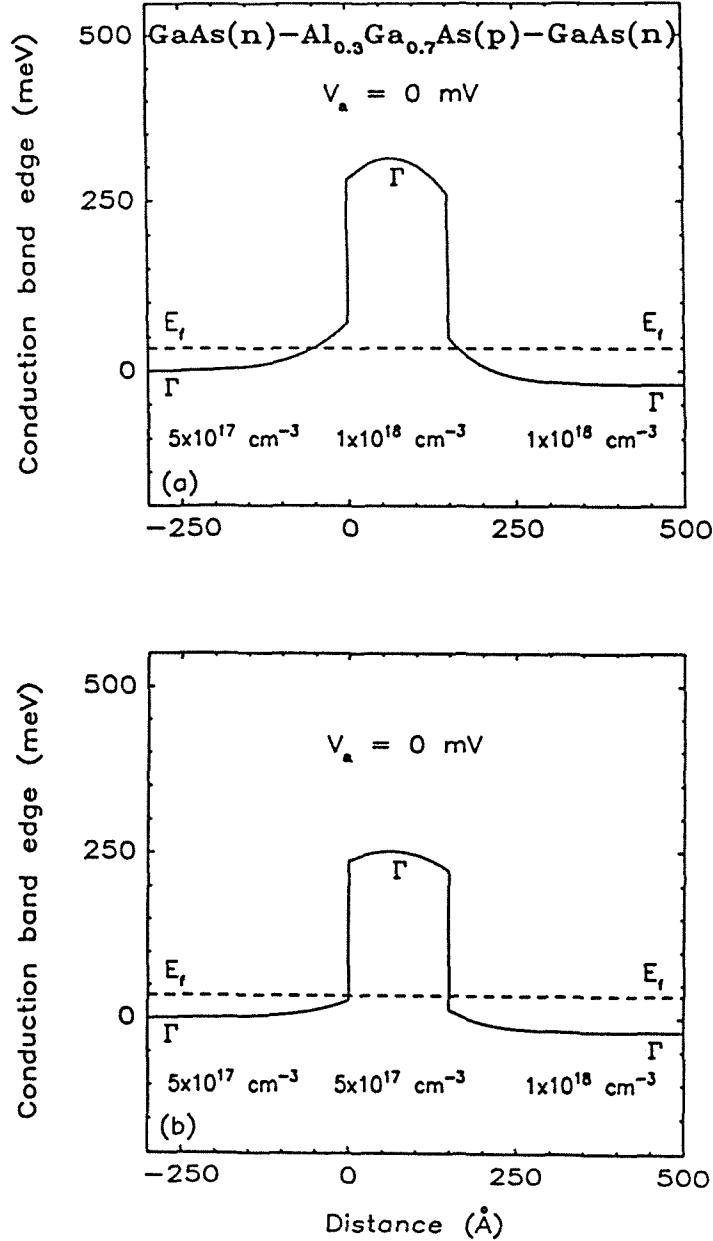 GaAs(n)−Al0.3Ga0.7As(p)−GaAs(n)
Va = 0 mV
Conduction band edge (meV)
500
250
0
Γ
Ef
Ef
Γ
Γ
5x10^17 cm^−3 1x10^18 cm^−3 1x10^18 cm^−3
(a)
−250 0 250 500
Va = 0 mV
Conduction band edge (meV)
500
250
0
Γ
Ef
Ef
Γ
Γ
5x10^17 cm^−3 5x10^17 cm^−3 1x10^18 cm^−3
(b)
−250 0 250 500
Distance (Å)